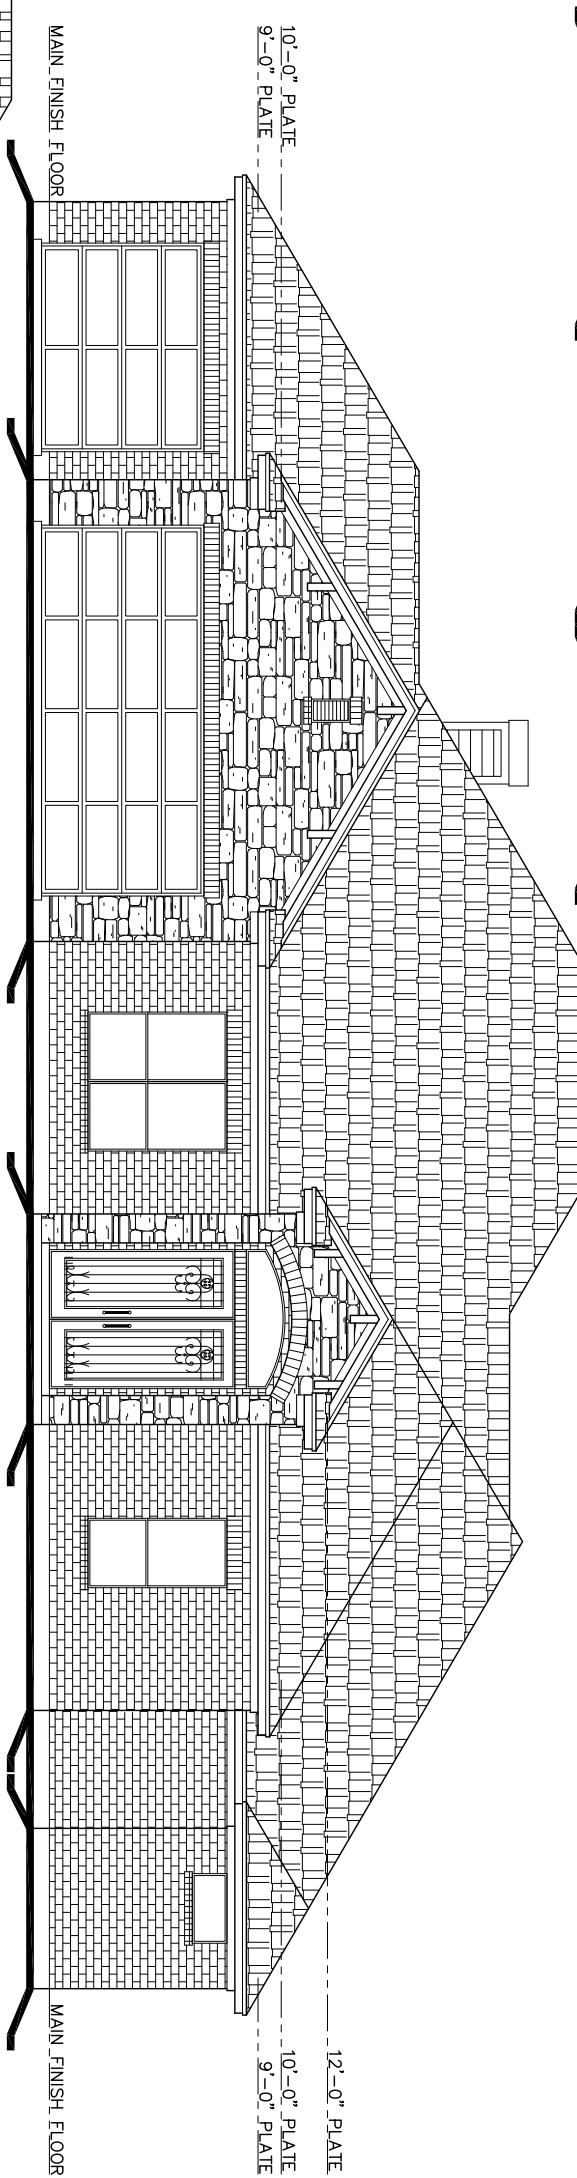 10'-0" PLATE
9'-0" PLATE
MAIN FINISH FLOOR
12'-0" PLATE
10'-0" PLATE
9'-0" PLATE
MAIN FINISH FLOOR